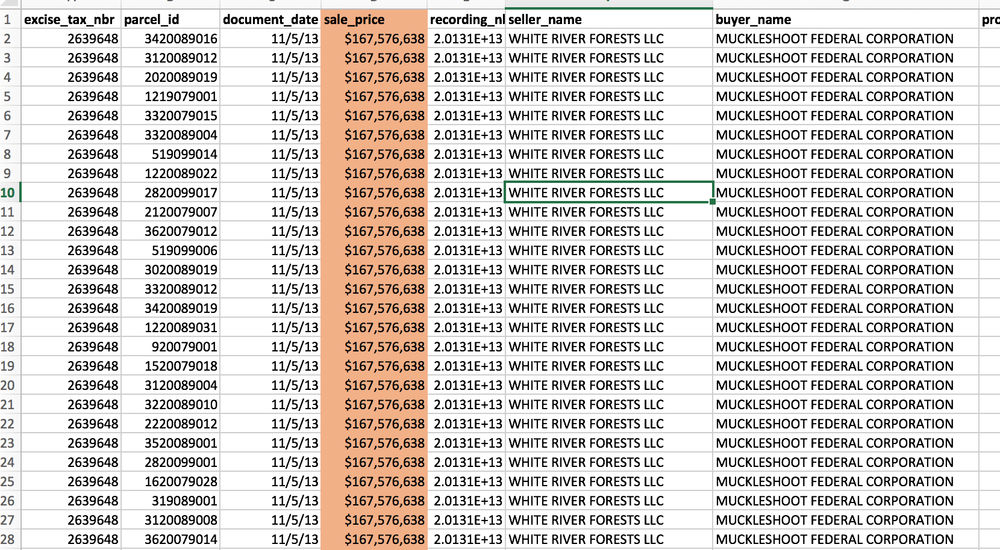 1 excise_tax_nbr parcel_id document_date sale_price recording_nl seller_name buyer_name pro
2 2639648 3420089016 11/5/13 $167,576,638 2.0131E+13 WHITE RIVER FORESTS LLC MUCKLESHOOT FEDERAL CORPORATION
3 2639648 3120089012 11/5/13 $167,576,638 2.0131E+13 WHITE RIVER FORESTS LLC MUCKLESHOOT FEDERAL CORPORATION
4 2639648 2020089019 11/5/13 $167,576,638 2.0131E+13 WHITE RIVER FORESTS LLC MUCKLESHOOT FEDERAL CORPORATION
5 2639648 1219079001 11/5/13 $167,576,638 2.0131E+13 WHITE RIVER FORESTS LLC MUCKLESHOOT FEDERAL CORPORATION
6 2639648 3320079015 11/5/13 $167,576,638 2.0131E+13 WHITE RIVER FORESTS LLC MUCKLESHOOT FEDERAL CORPORATION
7 2639648 3320089004 11/5/13 $167,576,638 2.0131E+13 WHITE RIVER FORESTS LLC MUCKLESHOOT FEDERAL CORPORATION
8 2639648 519099014 11/5/13 $167,576,638 2.0131E+13 WHITE RIVER FORESTS LLC MUCKLESHOOT FEDERAL CORPORATION
9 2639648 1220089022 11/5/13 $167,576,638 2.0131E+13 WHITE RIVER FORESTS LLC MUCKLESHOOT FEDERAL CORPORATION
10 2639648 2820099017 11/5/13 $167,576,638 2.0131E+13 WHITE RIVER FORESTS LLC MUCKLESHOOT FEDERAL CORPORATION
11 2639648 2120079007 11/5/13 $167,576,638 2.0131E+13 WHITE RIVER FORESTS LLC MUCKLESHOOT FEDERAL CORPORATION
12 2639648 3620079012 11/5/13 $167,576,638 2.0131E+13 WHITE RIVER FORESTS LLC MUCKLESHOOT FEDERAL CORPORATION
13 2639648 519099006 11/5/13 $167,576,638 2.0131E+13 WHITE RIVER FORESTS LLC MUCKLESHOOT FEDERAL CORPORATION
14 2639648 3020089019 11/5/13 $167,576,638 2.0131E+13 WHITE RIVER FORESTS LLC MUCKLESHOOT FEDERAL CORPORATION
15 2639648 3320089012 11/5/13 $167,576,638 2.0131E+13 WHITE RIVER FORESTS LLC MUCKLESHOOT FEDERAL CORPORATION
16 2639648 3420089019 11/5/13 $167,576,638 2.0131E+13 WHITE RIVER FORESTS LLC MUCKLESHOOT FEDERAL CORPORATION
17 2639648 1220089031 11/5/13 $167,576,638 2.0131E+13 WHITE RIVER FORESTS LLC MUCKLESHOOT FEDERAL CORPORATION
18 2639648 920079001 11/5/13 $167,576,638 2.0131E+13 WHITE RIVER FORESTS LLC MUCKLESHOOT FEDERAL CORPORATION
19 2639648 1520079018 11/5/13 $167,576,638 2.0131E+13 WHITE RIVER FORESTS LLC MUCKLESHOOT FEDERAL CORPORATION
20 2639648 3120089004 11/5/13 $167,576,638 2.0131E+13 WHITE RIVER FORESTS LLC MUCKLESHOOT FEDERAL CORPORATION
21 2639648 3220089010 11/5/13 $167,576,638 2.0131E+13 WHITE RIVER FORESTS LLC MUCKLESHOOT FEDERAL CORPORATION
22 2639648 2220089012 11/5/13 $167,576,638 2.0131E+13 WHITE RIVER FORESTS LLC MUCKLESHOOT FEDERAL CORPORATION
23 2639648 3520089001 11/5/13 $167,576,638 2.0131E+13 WHITE RIVER FORESTS LLC MUCKLESHOOT FEDERAL CORPORATION
24 2639648 2820099001 11/5/13 $167,576,638 2.0131E+13 WHITE RIVER FORESTS LLC MUCKLESHOOT FEDERAL CORPORATION
25 2639648 1620079028 11/5/13 $167,576,638 2.0131E+13 WHITE RIVER FORESTS LLC MUCKLESHOOT FEDERAL CORPORATION
26 2639648 319089001 11/5/13 $167,576,638 2.0131E+13 WHITE RIVER FORESTS LLC MUCKLESHOOT FEDERAL CORPORATION
27 2639648 3120089008 11/5/13 $167,576,638 2.0131E+13 WHITE RIVER FORESTS LLC MUCKLESHOOT FEDERAL CORPORATION
28 2639648 3620079014 11/5/13 $167,576,638 2.0131E+13 WHITE RIVER FORESTS LLC MUCKLESHOOT FEDERAL CORPORATION